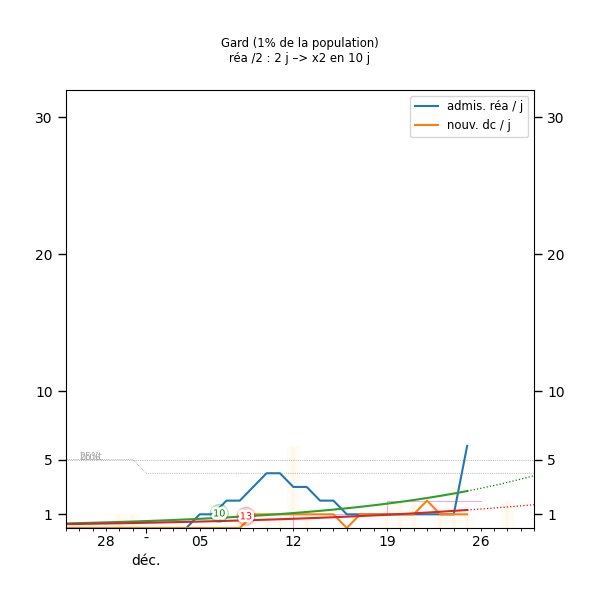 Gard (1% de la population)
réa /2 : 2 j –> x2 en 10 j
admis. réa / j
nouv. dc / j
30 30
20 20
10 10
5 5
1 1
25%
10
13
28 - 05 12 19 26
déc.